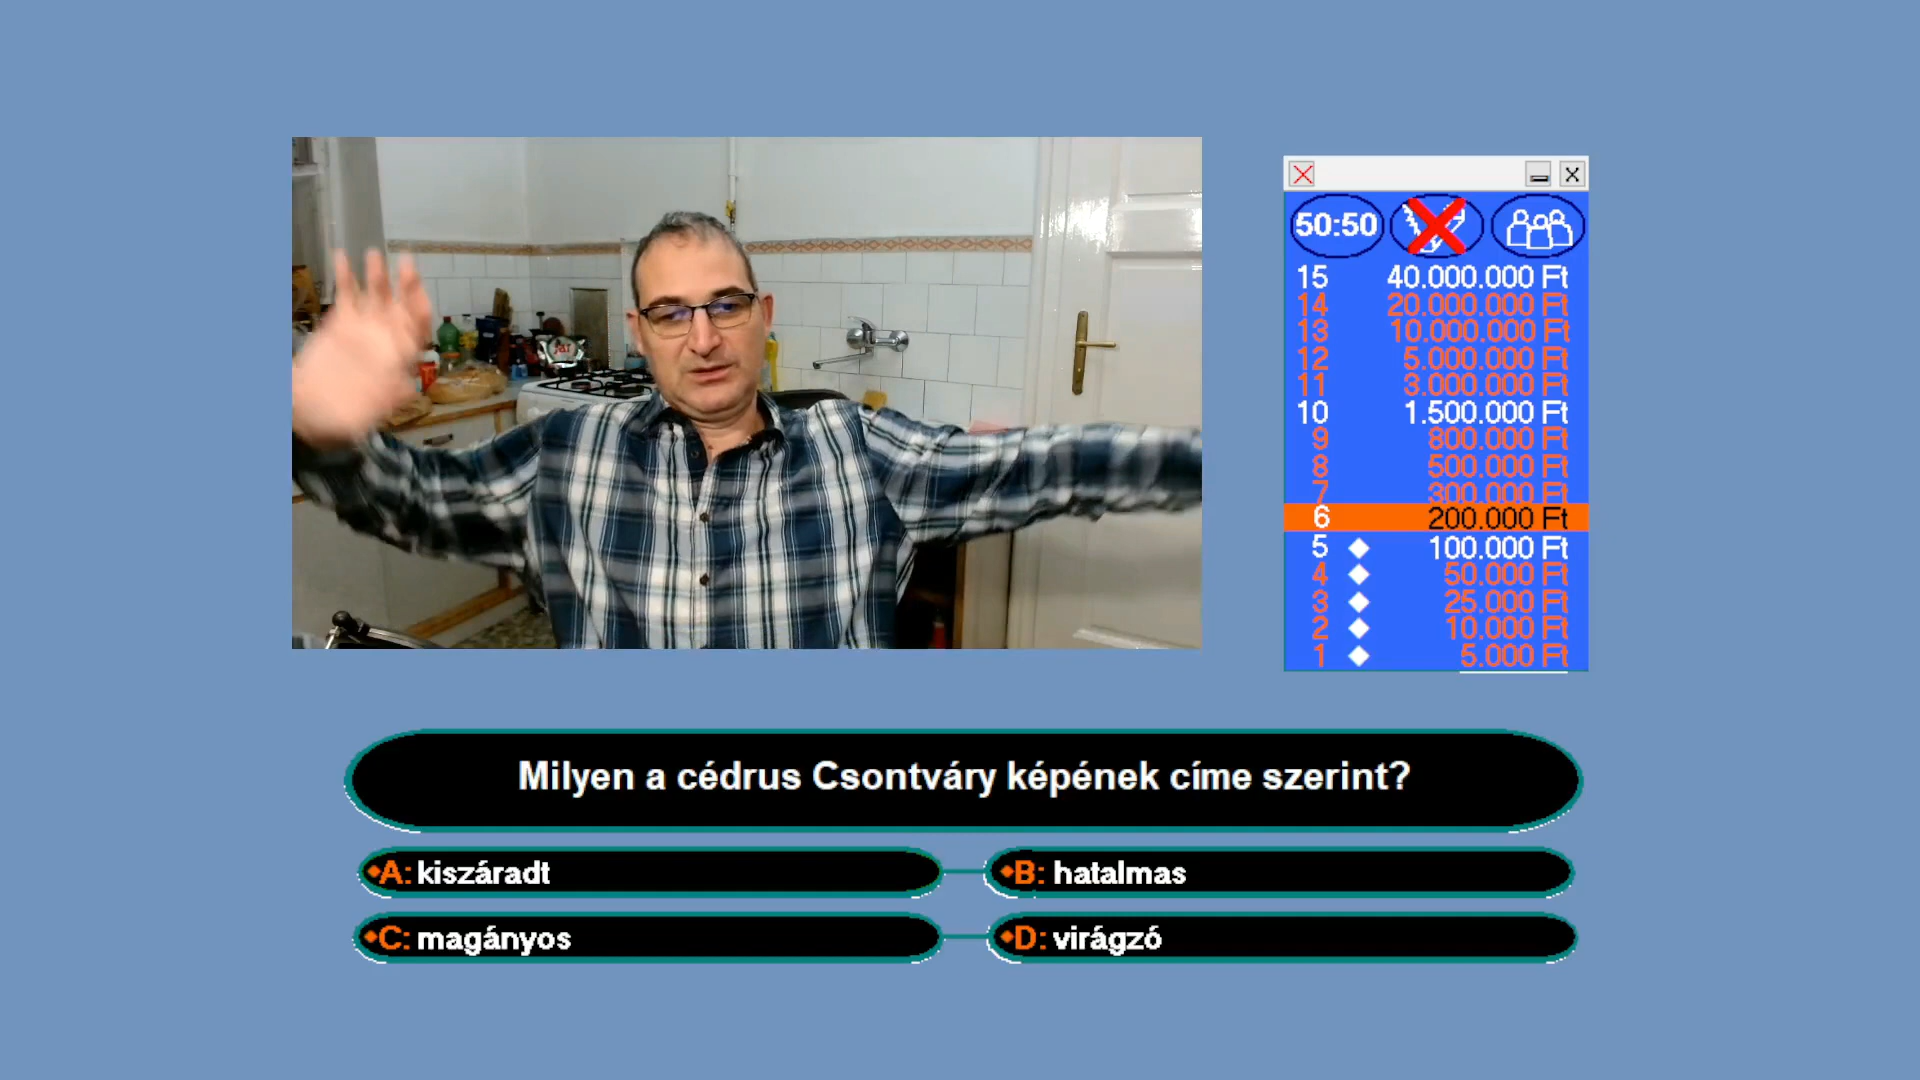 50:50
15 40.000.000 Ft
14 20.000.000 Ft
13 10.000.000 Ft
12 5.000.000 Ft
11 3.000.000 Ft
10 1.500.000 Ft
9 800.000 Ft
8 500.000 Ft
7 300.000 Ft
6 200.000 Ft
5 100.000 Ft
4 50.000 Ft
3 25.000 Ft
2 10.000 Ft
1 5.000 Ft
Milyen a cédrus Csontváry képének címe szerint?
A: kiszáradt
B: hatalmas
C: magányos
D: virágzó